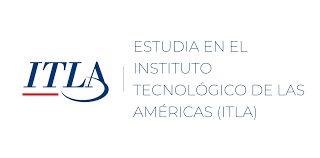 ITLA
ESTUDIA EN EL
INSTITUTO
TECNOLÓGICO DE LAS
AMÉRICAS (ITLA)